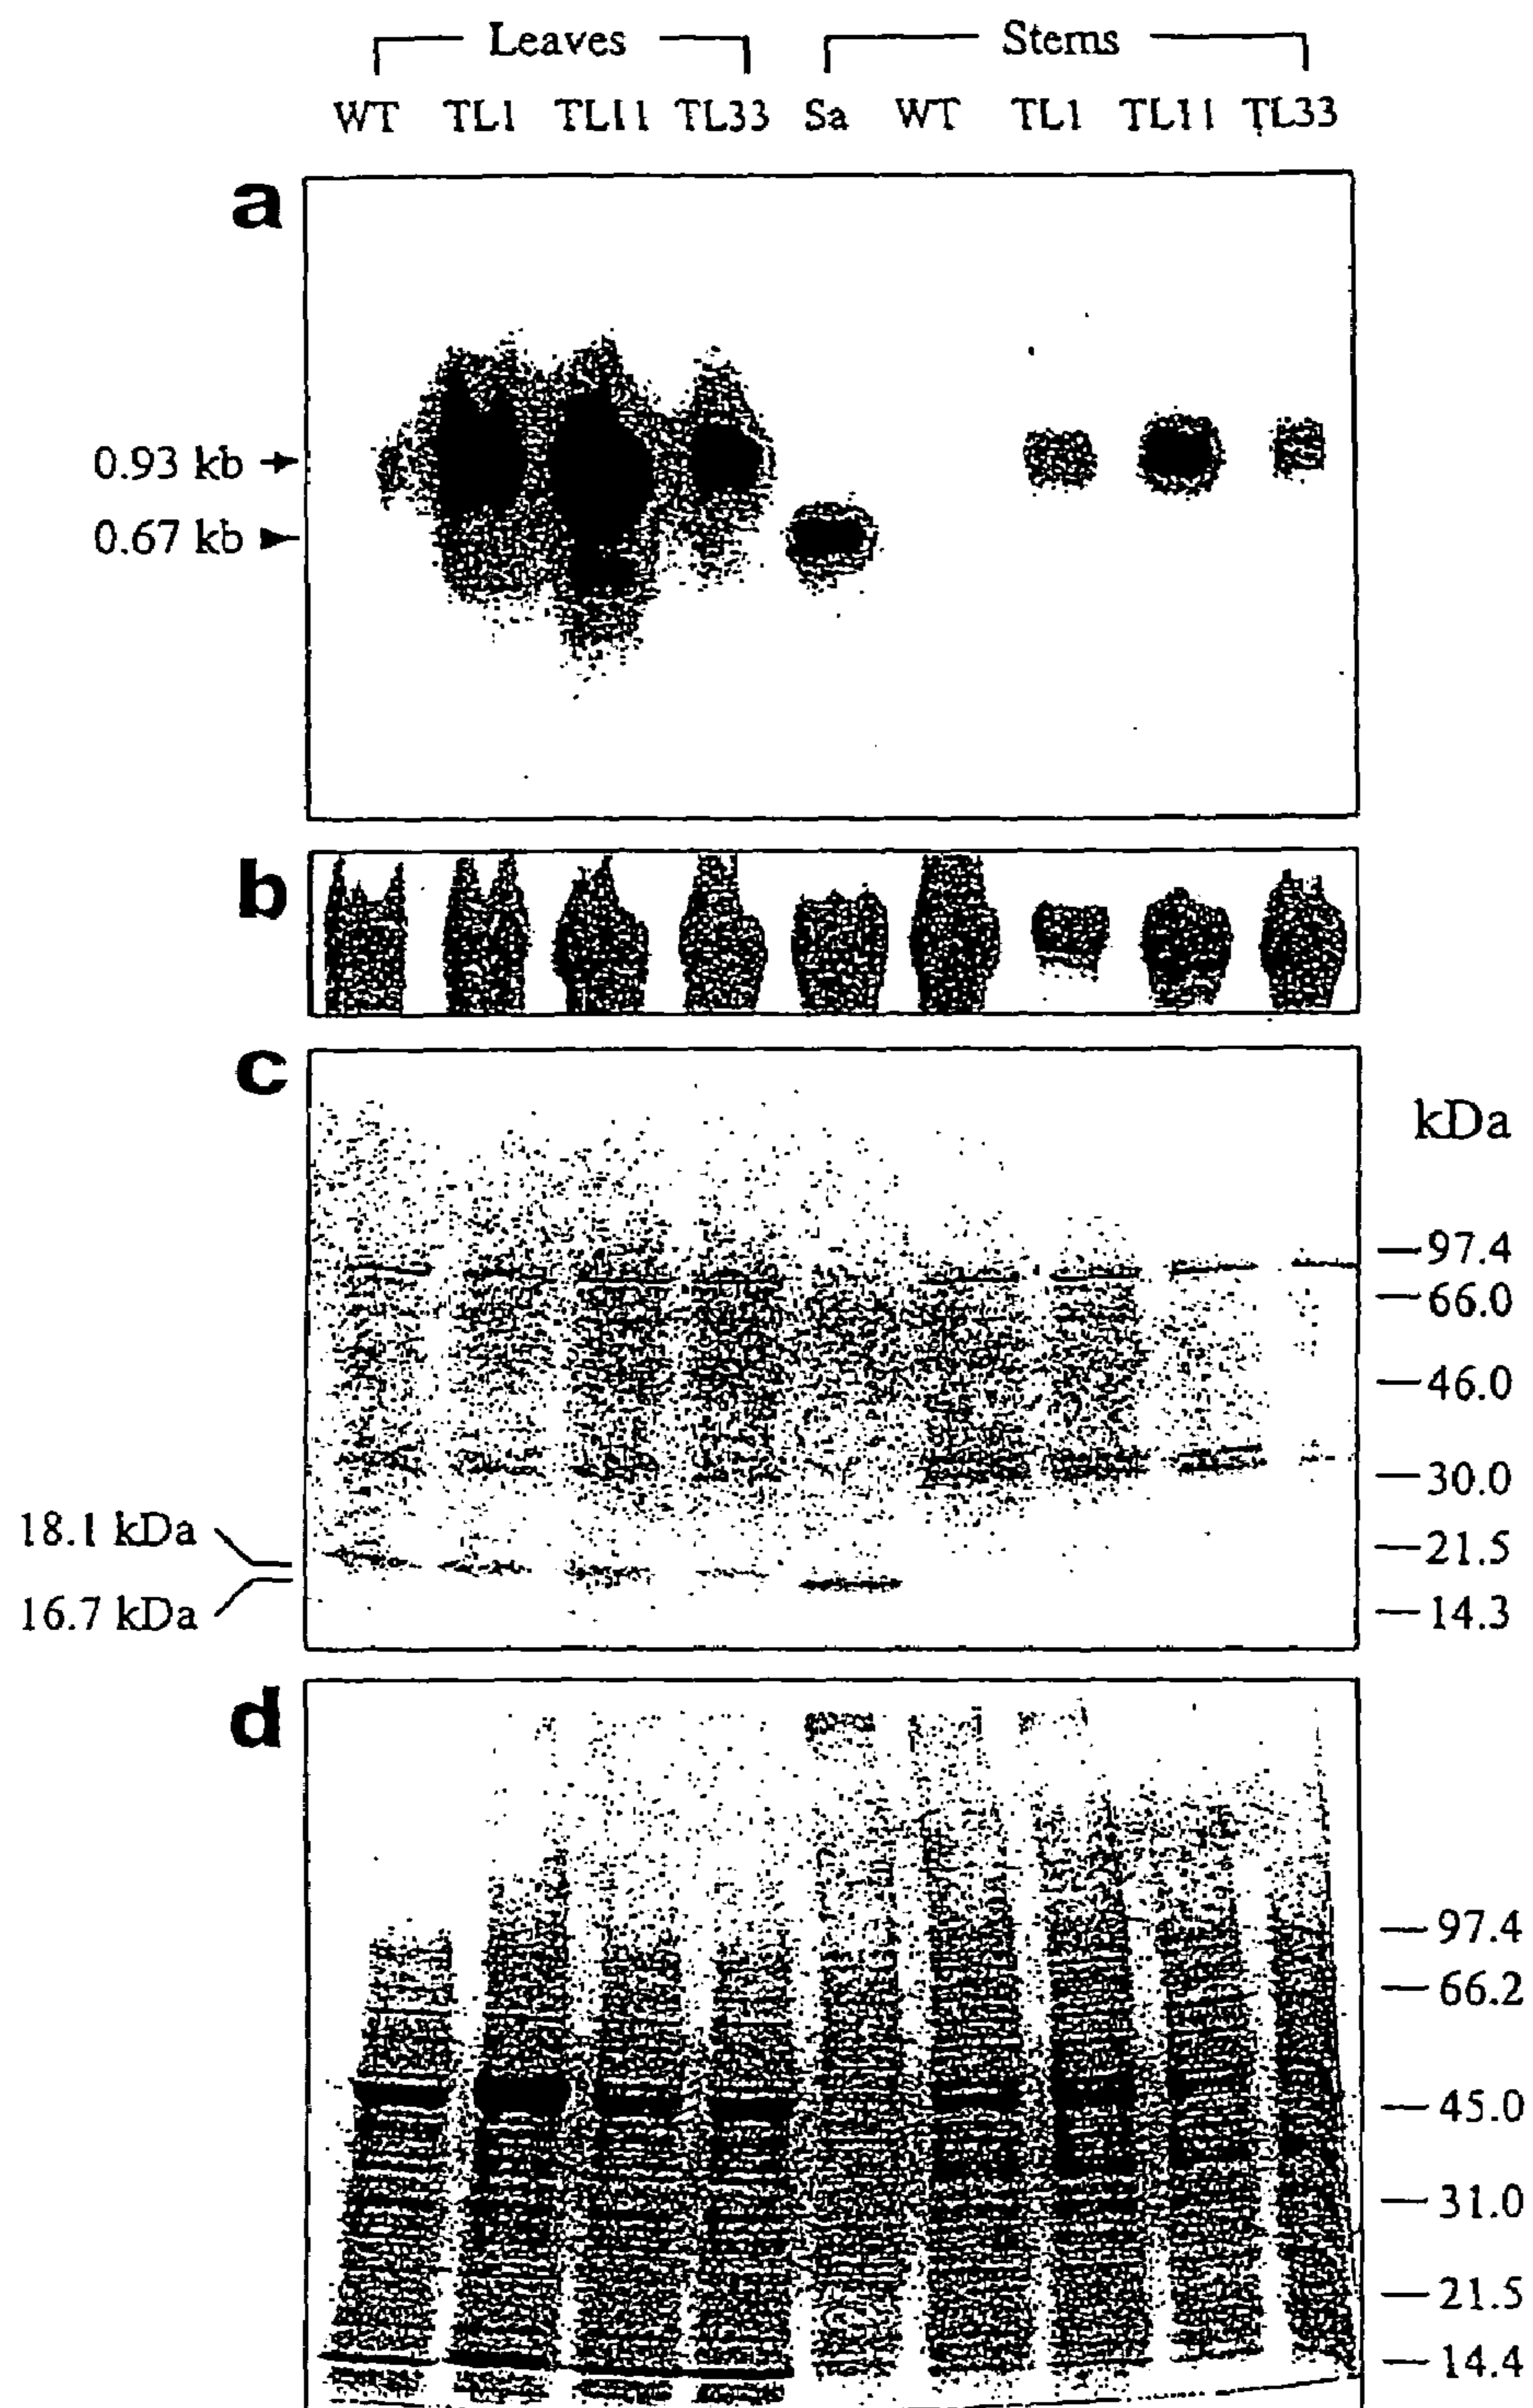 Leaves Stems
WT TL1 TL11 TL33 Sa WT TL1 TL11 TL33
a
0.93 kb
0.67 kb
b
c
kDa
97.4
66.0
46.0
30.0
18.1 kDa
21.5
16.7 kDa
14.3
d
97.4
66.2
45.0
31.0
21.5
14.4